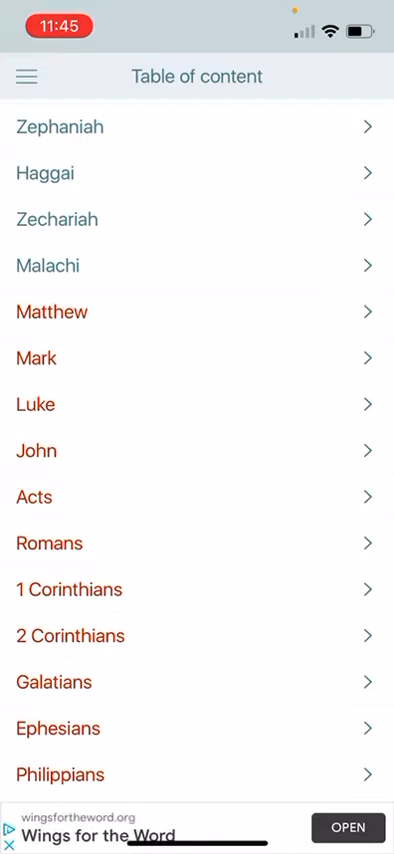 11:45
Table of content
Zephaniah
Haggai
Zechariah
Malachi
Matthew
Mark
Luke
John
Acts
Romans
1 Corinthians
2 Corinthians
Galatians
Ephesians
Philippians
wingsfortheword.org
Wings for the Word
OPEN